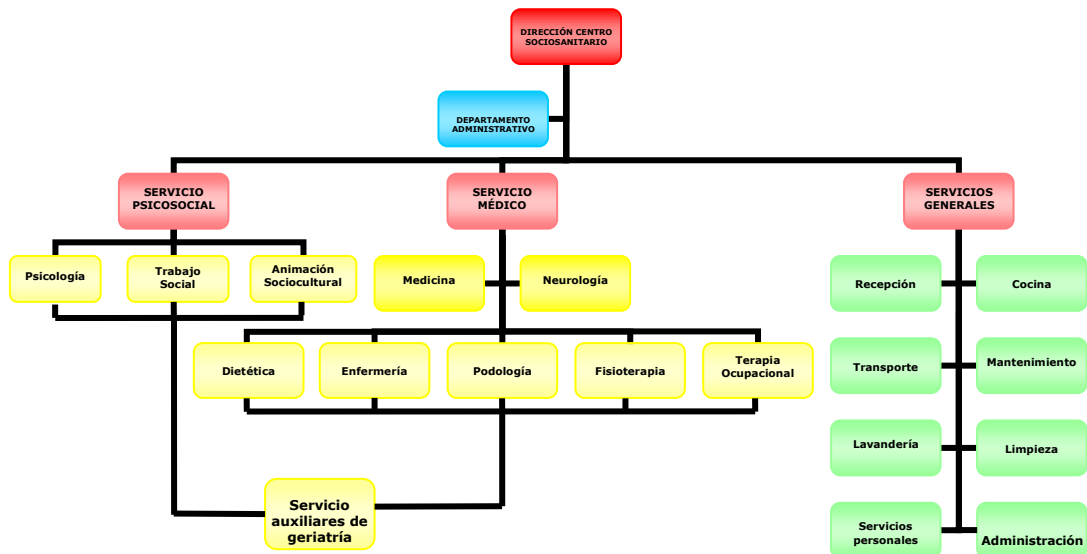 DIRECCIÓN CENTRO
SOCIOSANITARIO
DEPARTAMENTO
ADMINISTRATIVO
SERVICIO
PSICOSOCIAL
SERVICIO
MÉDICO
SERVICIOS
GENERALES
Psicología
Trabajo
Social
Animación
Sociocultural
Medicina
Neurología
Recepción
Cocina
Dietética
Enfermería
Podología
Fisioterapia
Terapia
Ocupacional
Transporte
Mantenimiento
Lavandería
Limpieza
Servicio
auxiliares de
geriatría
Servicios
personales
Administración